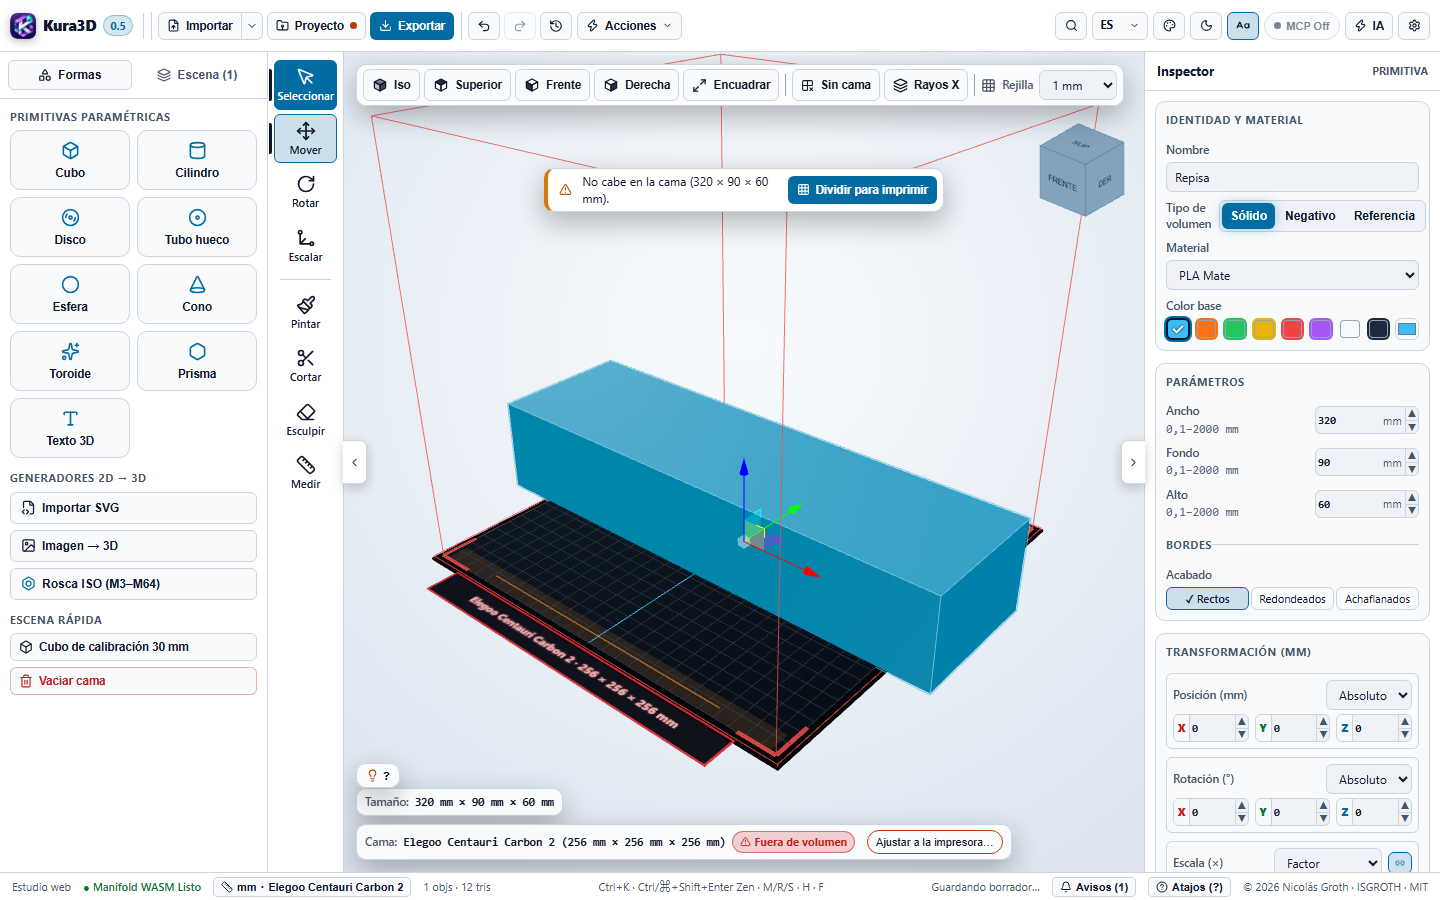 Kura3D 0.5 Importar Proyecto Exportar Acciones ES Aa MCP Off IA
Formas Escena (1)
PRIMITIVAS PARAMÉTRICAS
Cubo Cilindro
Disco Tubo hueco
Esfera Cono
Toroide Prisma
Texto 3D
GENERADORES 2D → 3D
Importar SVG
Imagen → 3D
Rosca ISO (M3–M64)
ESCENA RÁPIDA
Cubo de calibración 30 mm
Vaciar cama
Seleccionar
Mover
Rotar
Escalar
Pintar
Cortar
Esculpir
Medir
Iso Superior Frente Derecha Encuadrar Sin cama Rayos X Rejilla 1 mm
No cabe en la cama (320 × 90 × 60
mm).
Dividir para imprimir
SUP
FRENTE DER
Elegoo Centauri Carbon 2 · 256 × 256 × 256 mm
?
Tamaño: 320 mm × 90 mm × 60 mm
Cama: Elegoo Centauri Carbon 2 (256 mm × 256 mm × 256 mm) Fuera de volumen Ajustar a la impresora...
Inspector PRIMITIVA
IDENTIDAD Y MATERIAL
Nombre
Repisa
Tipo de
volumen
Sólido Negativo Referencia
Material
PLA Mate
Color base
PARÁMETROS
Ancho
0,1–2000 mm
320 mm
Fondo
0,1–2000 mm
90 mm
Alto
0,1–2000 mm
60 mm
BORDES
Acabado
✓ Rectos Redondeados Achaflanados
TRANSFORMACIÓN (MM)
Posición (mm) Absoluto
X 0 Y 0 Z 0
Rotación (°) Absoluto
X 0 Y 0 Z 0
Escala (×) Factor
Estudio web ● Manifold WASM Listo mm · Elegoo Centauri Carbon 2 1 objs · 12 tris Ctrl+K · Ctrl/⌘+Shift+Enter Zen · M/R/S · H · F Guardando borrador... Avisos (1) Atajos (?) © 2026 Nicolás Groth · ISGROTH · MIT